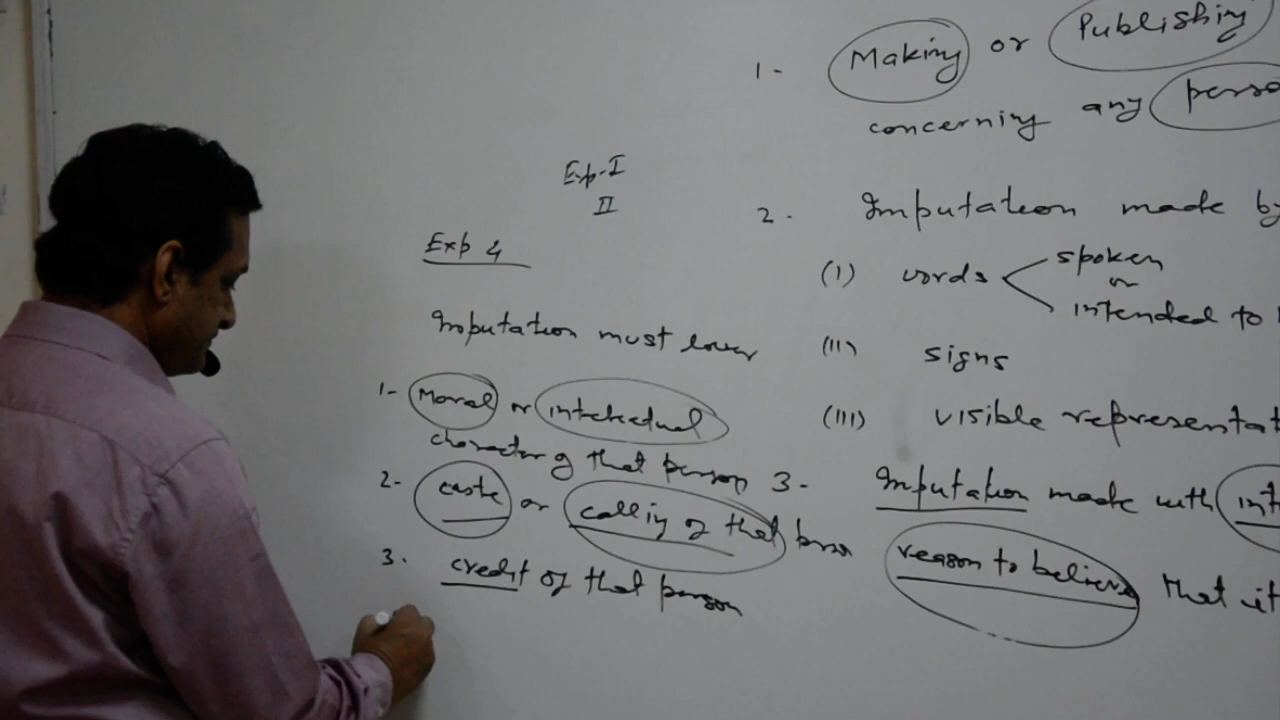 Exp-I
II
Exp 4
Imputation must lower
1- Moral or intellectual
character of that person
2- caste or calling of that person
3. credit of that person
1- Making or Publishing
concerning any perso
2. Imputation made by
(I) words spoken
or
intended to
(II) signs
(III) visible representat
3- Imputation made with int
reason to believe that it